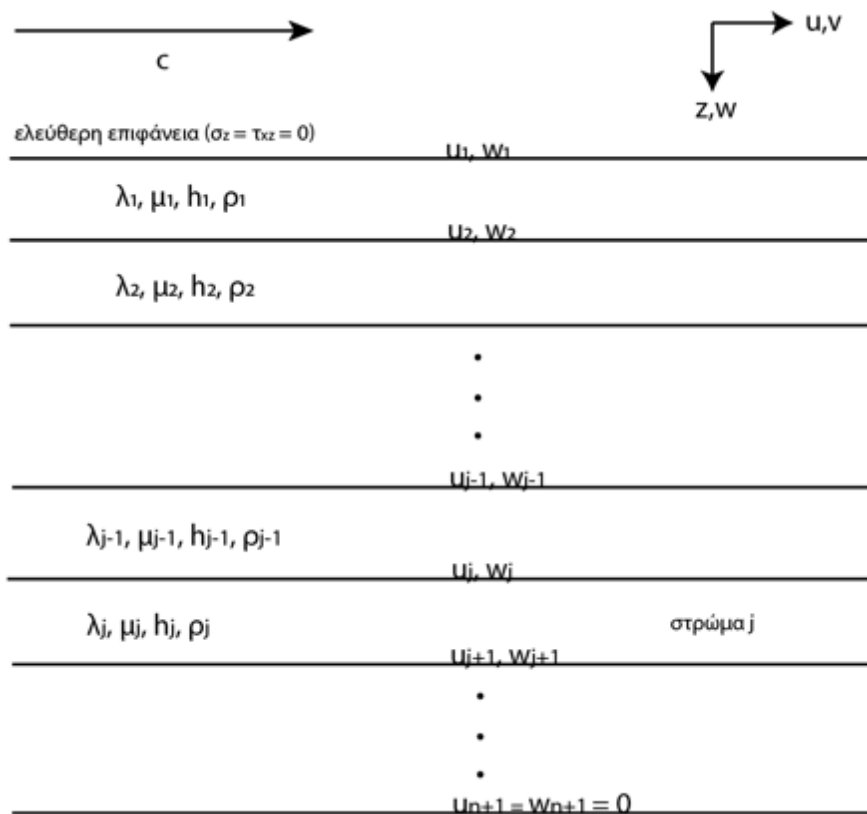 c
u,v
z,w
ελεύθερη επιφάνεια (σz = τxz = 0)
u1, w1
λ1, μ1, h1, ρ1
u2, w2
λ2, μ2, h2, ρ2
uj-1, wj-1
λj-1, μj-1, hj-1, ρj-1
uj, wj
λj, μj, hj, ρj
στρώμα j
uj+1, wj+1
un+1 = wn+1 = 0